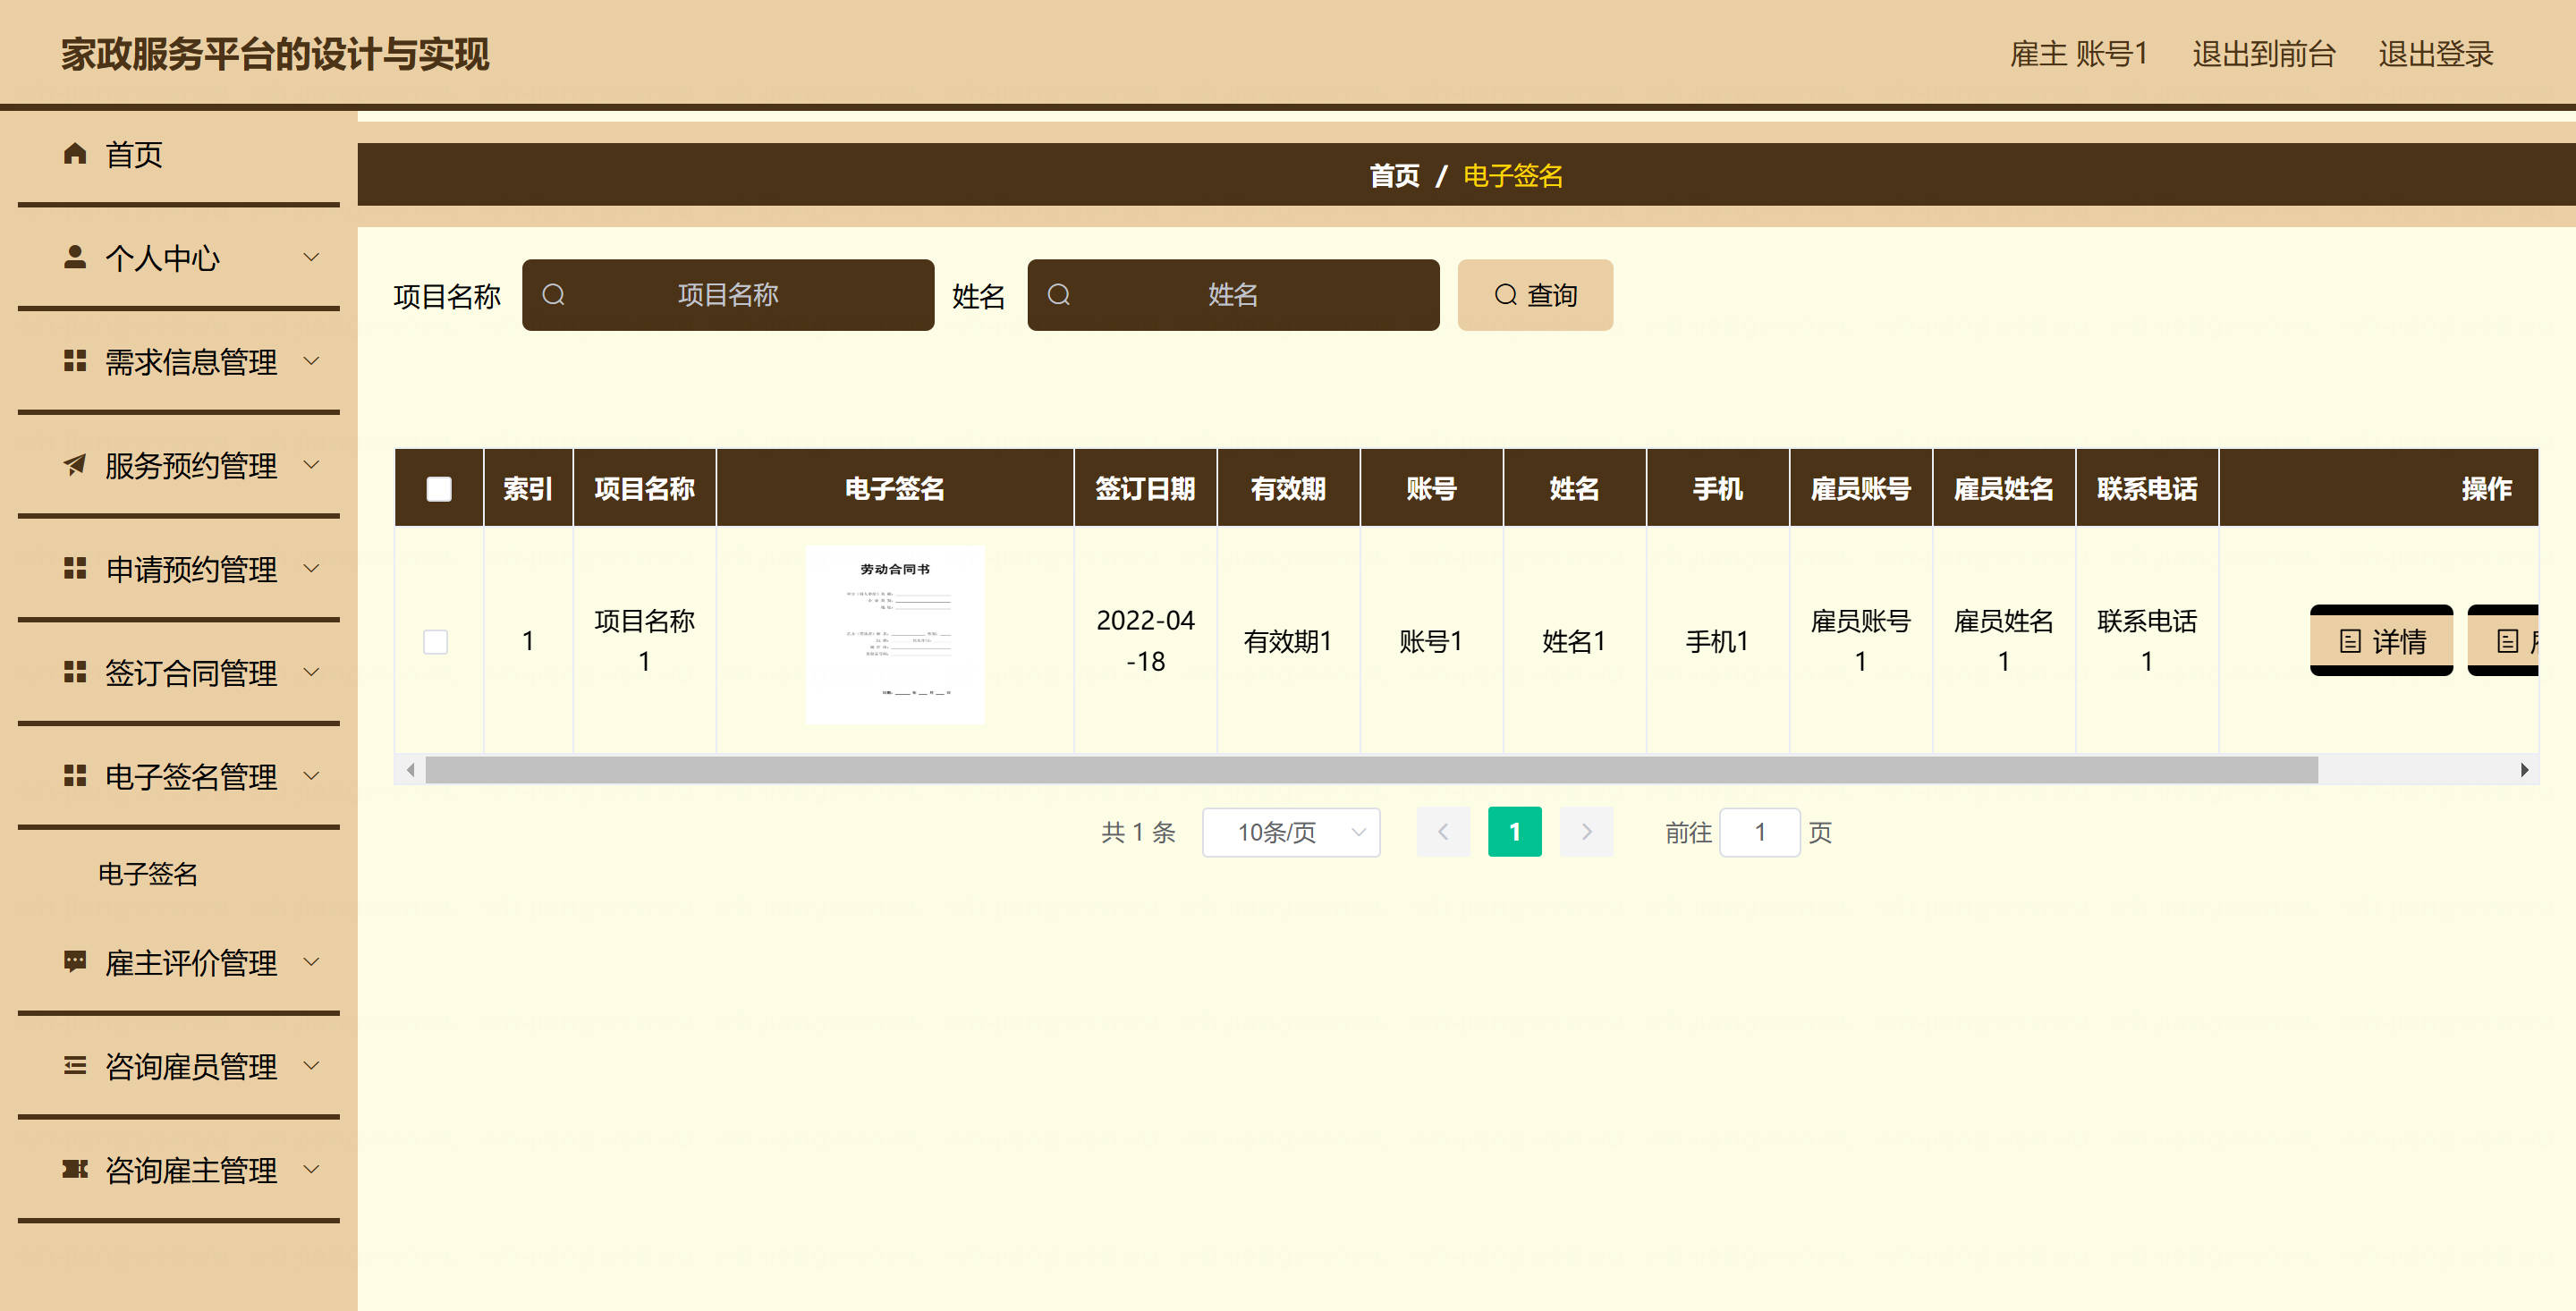 家政服务平台的设计与实现
雇主 账号1 退出到前台 退出登录
首页
个人中心
需求信息管理
服务预约管理
申请预约管理
签订合同管理
电子签名管理
电子签名
雇主评价管理
咨询雇员管理
咨询雇主管理
首页 / 电子签名
项目名称 项目名称 姓名 姓名 查询
索引 项目名称 电子签名 签订日期 有效期 账号 姓名 手机 雇员账号 雇员姓名 联系电话 操作
劳动合同书
1 项目名称1 2022-04-18 有效期1 账号1 姓名1 手机1 雇员账号1 雇员姓名1 联系电话1 详情
共 1 条 10条/页 1 前往 1 页